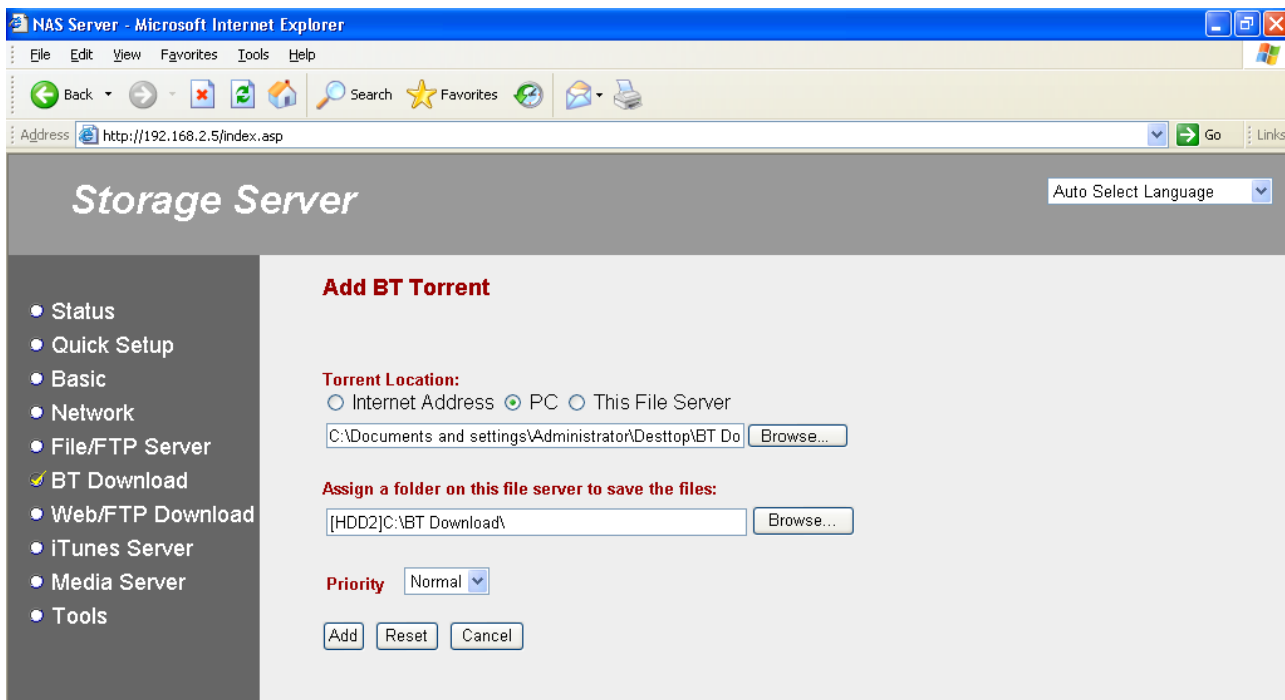 NAS Server - Microsoft Internet Explorer
File Edit View Favorites Tools Help
Back Search Favorites
Address http://192.168.2.5/index.asp Go Links
Storage Server
Auto Select Language
Add BT Torrent
Status
Quick Setup
Basic
Network
File/FTP Server
BT Download
Web/FTP Download
iTunes Server
Media Server
Tools
Torrent Location:
Internet Address PC This File Server
C:\Documents and settings\Administrator\Desttop\BT Do Browse...
Assign a folder on this file server to save the files:
[HDD2]C:\BT Download\ Browse...
Priority Normal
Add Reset Cancel